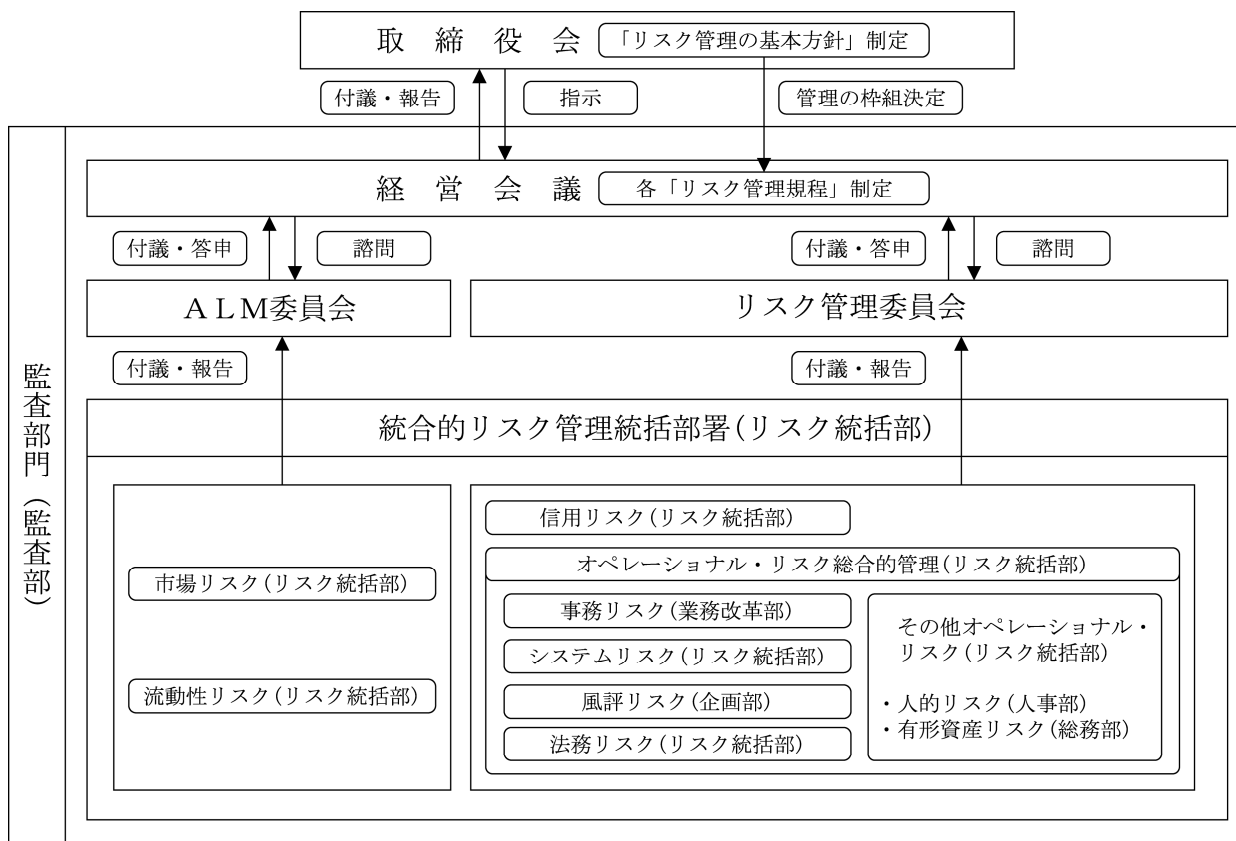 取締役会
「リスク管理の基本方針」制定
付議・報告
指示
管理の枠組決定
監査部門(監査部)
経営会議
各「リスク管理規程」制定
付議・答申
諮問
付議・答申
諮問
ALM委員会
リスク管理委員会
付議・報告
付議・報告
統合的リスク管理統括部署(リスク統括部)
市場リスク(リスク統括部)
流動性リスク(リスク統括部)
信用リスク(リスク統括部)
オペレーショナル・リスク総合的管理(リスク統括部)
事務リスク(業務改革部)
システムリスク(リスク統括部)
風評リスク(企画部)
法務リスク(リスク統括部)
その他オペレーショナル・
リスク(リスク統括部)
・人的リスク(人事部)
・有形資産リスク(総務部)